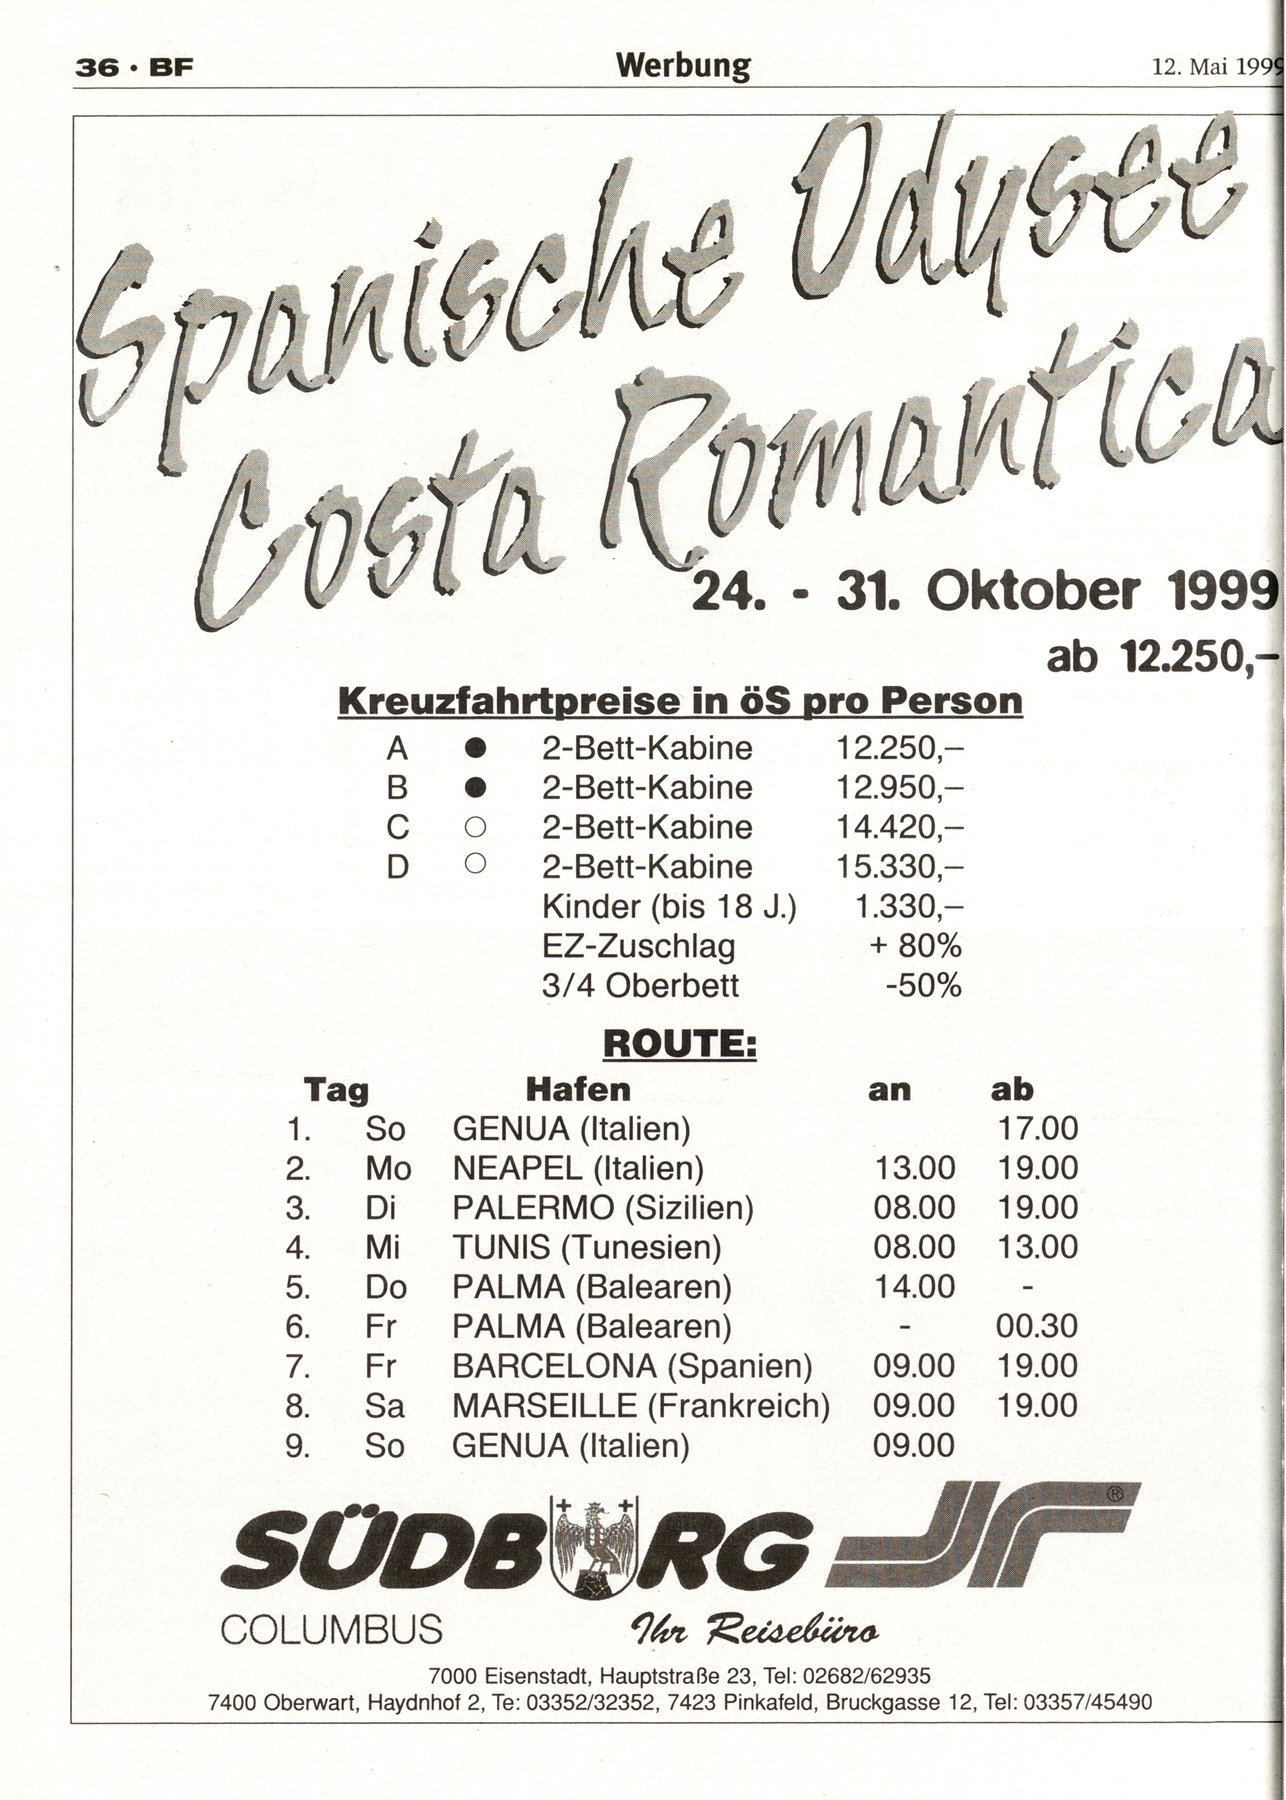 36 · BF Werbung 12. Mai 1999
Spanische Odysee
Costa Romantica
24. - 31. Oktober 1999
ab 12.250,–
Kreuzfahrtpreise in öS pro Person
A ● 2-Bett-Kabine 12.250,–
B ● 2-Bett-Kabine 12.950,–
C ○ 2-Bett-Kabine 14.420,–
D ○ 2-Bett-Kabine 15.330,–
Kinder (bis 18 J.) 1.330,–
EZ-Zuschlag + 80%
3/4 Oberbett -50%
ROUTE:
Tag Hafen an ab
1. So GENUA (Italien) 17.00
2. Mo NEAPEL (Italien) 13.00 19.00
3. Di PALERMO (Sizilien) 08.00 19.00
4. Mi TUNIS (Tunesien) 08.00 13.00
5. Do PALMA (Balearen) 14.00 -
6. Fr PALMA (Balearen) - 00.30
7. Fr BARCELONA (Spanien) 09.00 19.00
8. Sa MARSEILLE (Frankreich) 09.00 19.00
9. So GENUA (Italien) 09.00
SÜDBURG ®
COLUMBUS Ihr Reisebüro
7000 Eisenstadt, Hauptstraße 23, Tel: 02682/62935
7400 Oberwart, Haydnhof 2, Te: 03352/32352, 7423 Pinkafeld, Bruckgasse 12, Tel: 03357/45490